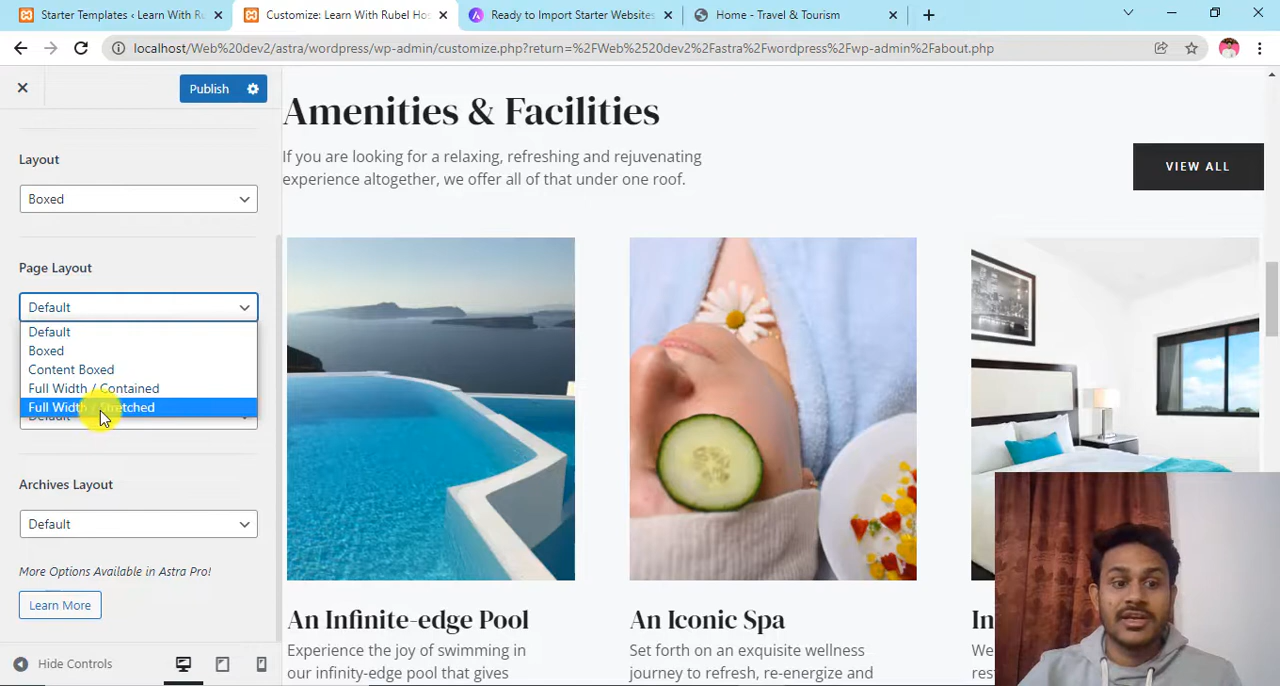 Starter Templates ‹ Learn With Ru
Customize: Learn With Rubel Hos
Ready to Import Starter Websites
Home - Travel & Tourism
localhost/Web%20dev2/astra/wordpress/wp-admin/customize.php?return=%2FWeb%2520dev2%2Fastra%2Fwordpress%2Fwp-admin%2Fabout.php
Publish
Layout
Boxed
Page Layout
Default
Default
Boxed
Content Boxed
Full Width / Contained
Full Width / Stretched
Default
Archives Layout
Default
More Options Available in Astra Pro!
Learn More
Hide Controls
Amenities & Facilities
If you are looking for a relaxing, refreshing and rejuvenating
experience altogether, we offer all of that under one roof.
VIEW ALL
An Infinite-edge Pool
Experience the joy of swimming in
our infinity-edge pool that gives
An Iconic Spa
Set forth on an exquisite wellness
journey to refresh, re-energize and
In
We
rest